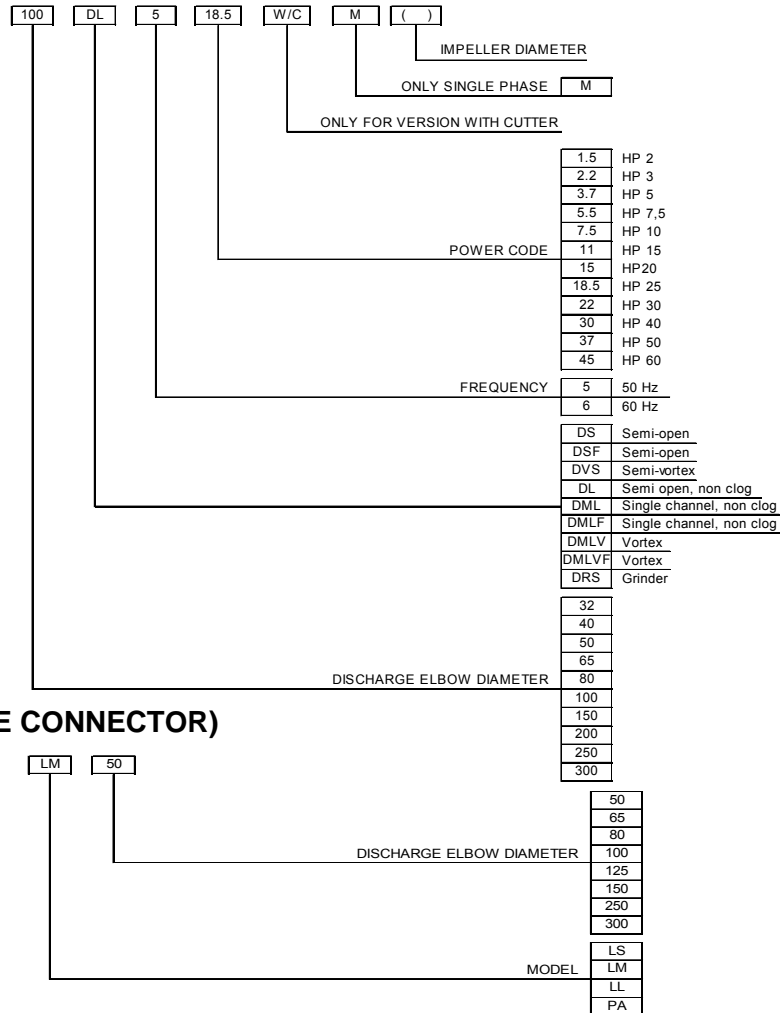 100 DL 5 18.5 W/C M ( )
IMPELLER DIAMETER
ONLY SINGLE PHASE M
ONLY FOR VERSION WITH CUTTER
1.5 HP 2
2.2 HP 3
3.7 HP 5
5.5 HP 7,5
7.5 HP 10
POWER CODE 11 HP 15
15 HP20
18.5 HP 25
22 HP 30
30 HP 40
37 HP 50
45 HP 60
FREQUENCY 5 50 Hz
6 60 Hz
DS Semi-open
DSF Semi-open
DVS Semi-vortex
DL Semi open, non clog
DML Single channel, non clog
DMLF Single channel, non clog
DMLV Vortex
DMLVF Vortex
DRS Grinder
32
40
50
65
DISCHARGE ELBOW DIAMETER 80
100
150
200
250
300
E CONNECTOR)
LM 50
50
65
80
DISCHARGE ELBOW DIAMETER 100
125
150
250
300
LS
MODEL LM
LL
PA